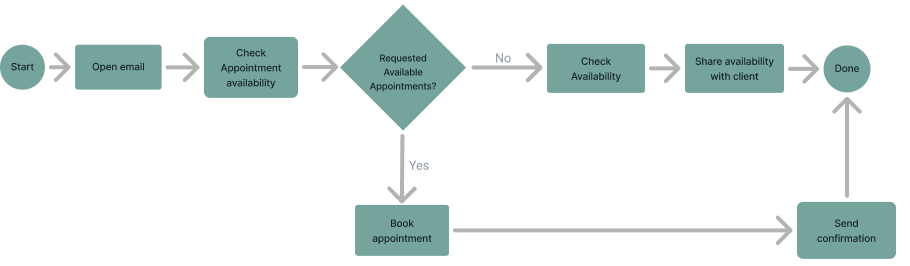 Start
Open email
Check
Appointment
availability
Requested
Available
Appointments?
No
Check
Availability
Share availability
with client
Done
Yes
Book
appointment
Send
confirmation